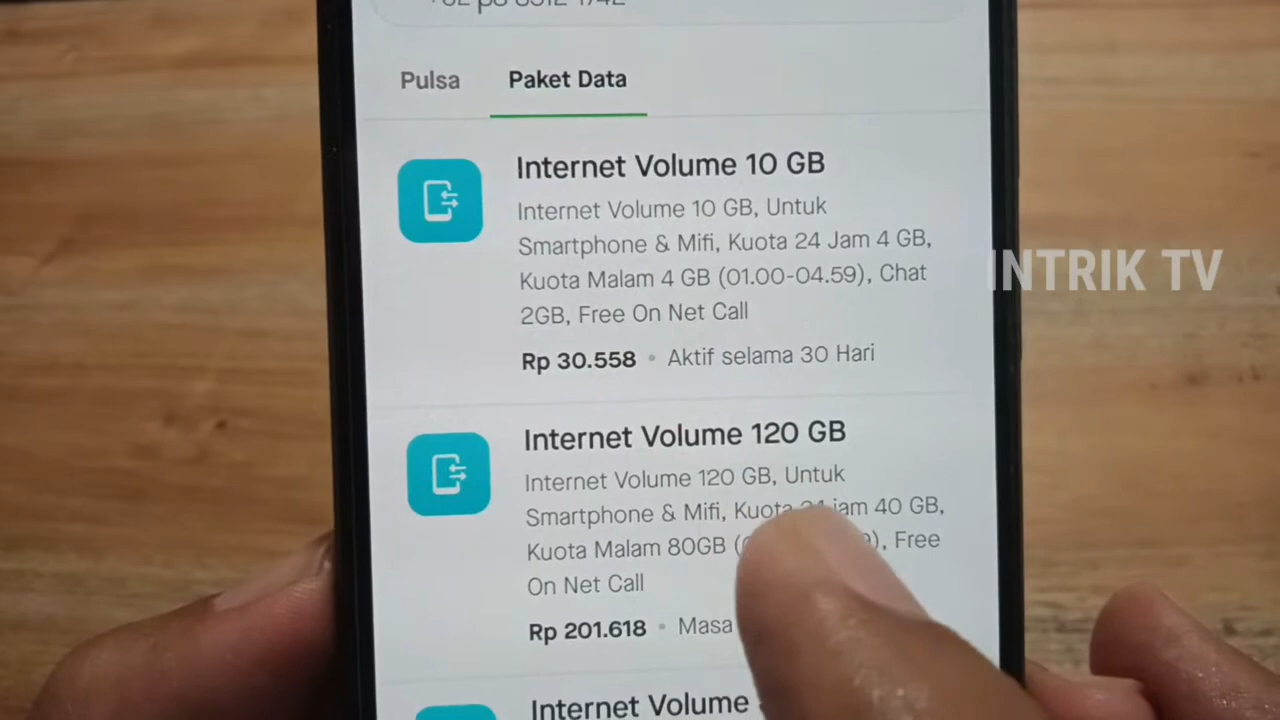 Pulsa Paket Data
Internet Volume 10 GB
Internet Volume 10 GB, Untuk
Smartphone & Mifi, Kuota 24 Jam 4 GB,
Kuota Malam 4 GB (01.00-04.59), Chat
2GB, Free On Net Call
Rp 30.558 • Aktif selama 30 Hari
INTRIK TV
Internet Volume 120 GB
Internet Volume 120 GB, Untuk
Smartphone & Mifi, Kuota jam 40 GB,
Kuota Malam 80GB Free
On Net Call
Rp 201.618 • Masa
Internet Volume